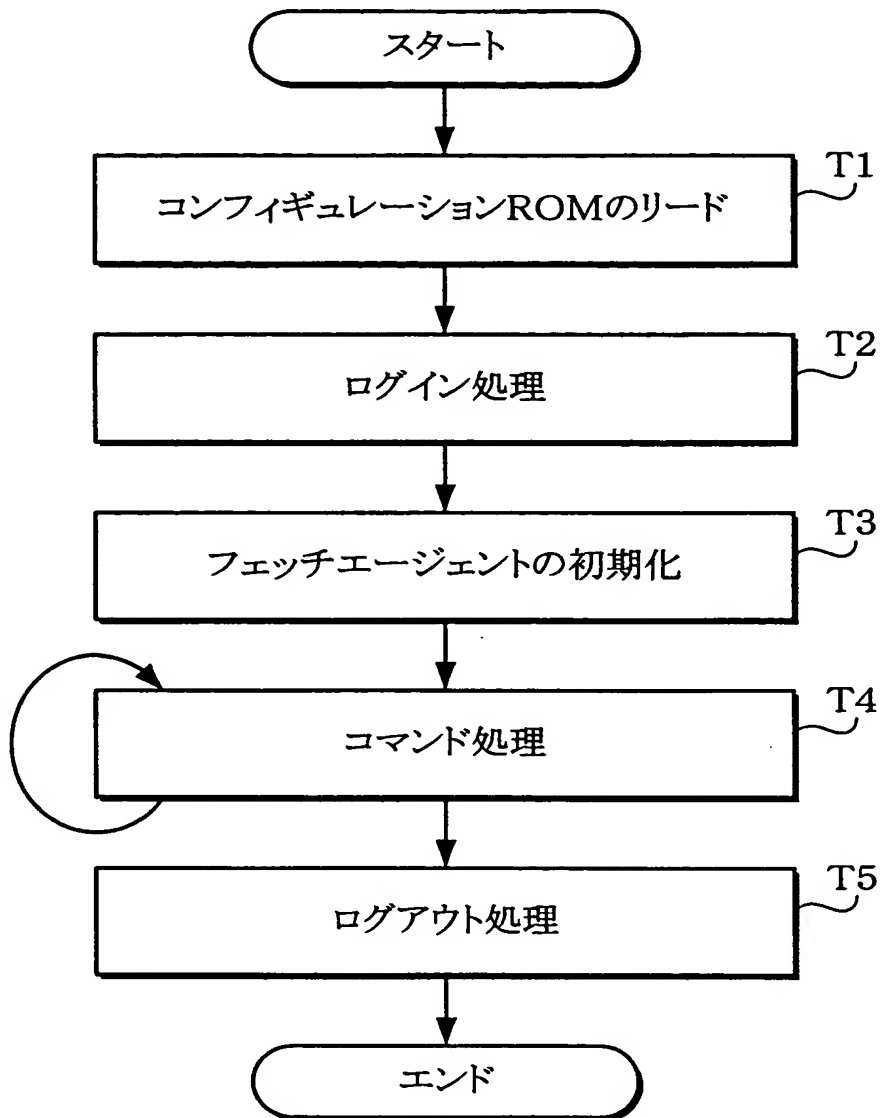 スタート
コンフィギュレーションROMのリード
T1
ログイン処理
T2
フェッチエージェントの初期化
T3
コマンド処理
T4
ログアウト処理
T5
エンド